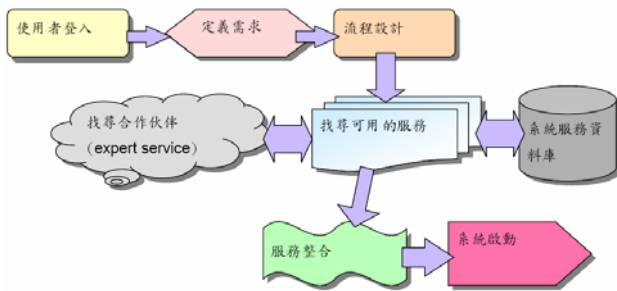 使用者登入
定義需求
流程設計
找尋合作伙伴
(expert service)
找尋可用的服務
系統服務資
料庫
服務整合
系統啟動